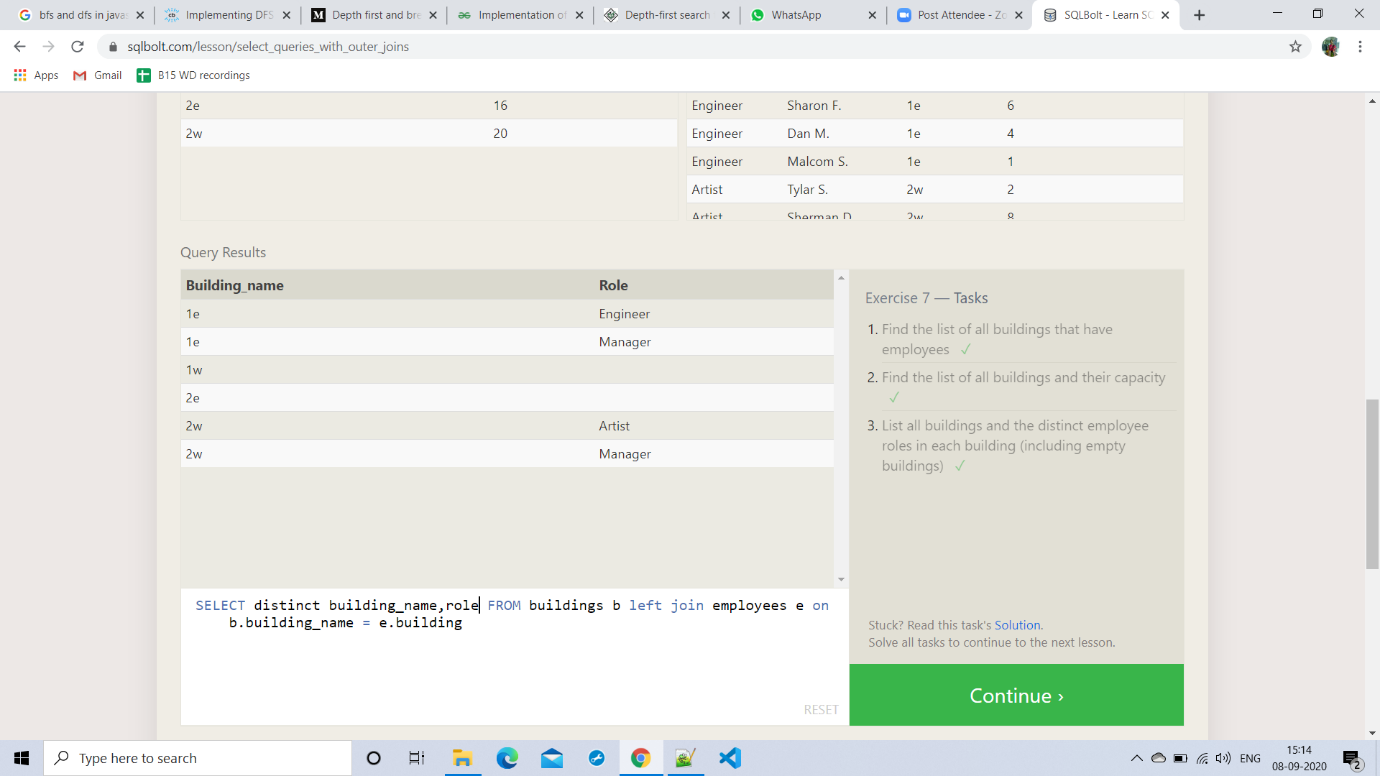 bfs and dfs in javas
Implementing DFS
Depth first and bre
Implementation of
Depth-first search
WhatsApp
Post Attendee - Zo
SQLBolt - Learn SC
sqlbolt.com/lesson/select_queries_with_outer_joins
Apps Gmail B15 WD recordings
2e 16 Engineer Sharon F. 1e 6
2w 20 Engineer Dan M. 1e 4
Engineer Malcom S. 1e 1
Artist Tylar S. 2w 2
Artist Sherman D. 2w 8
Query Results
Building_name Role
1e Engineer
1e Manager
1w
2e
2w Artist
2w Manager
Exercise 7 — Tasks
1. Find the list of all buildings that have
employees ✓
2. Find the list of all buildings and their capacity
✓
3. List all buildings and the distinct employee
roles in each building (including empty
buildings) ✓
SELECT distinct building_name,role FROM buildings b left join employees e on
b.building_name = e.building
RESET
Stuck? Read this task's Solution.
Solve all tasks to continue to the next lesson.
Continue ›
Type here to search
ENG
15:14
08-09-2020
2